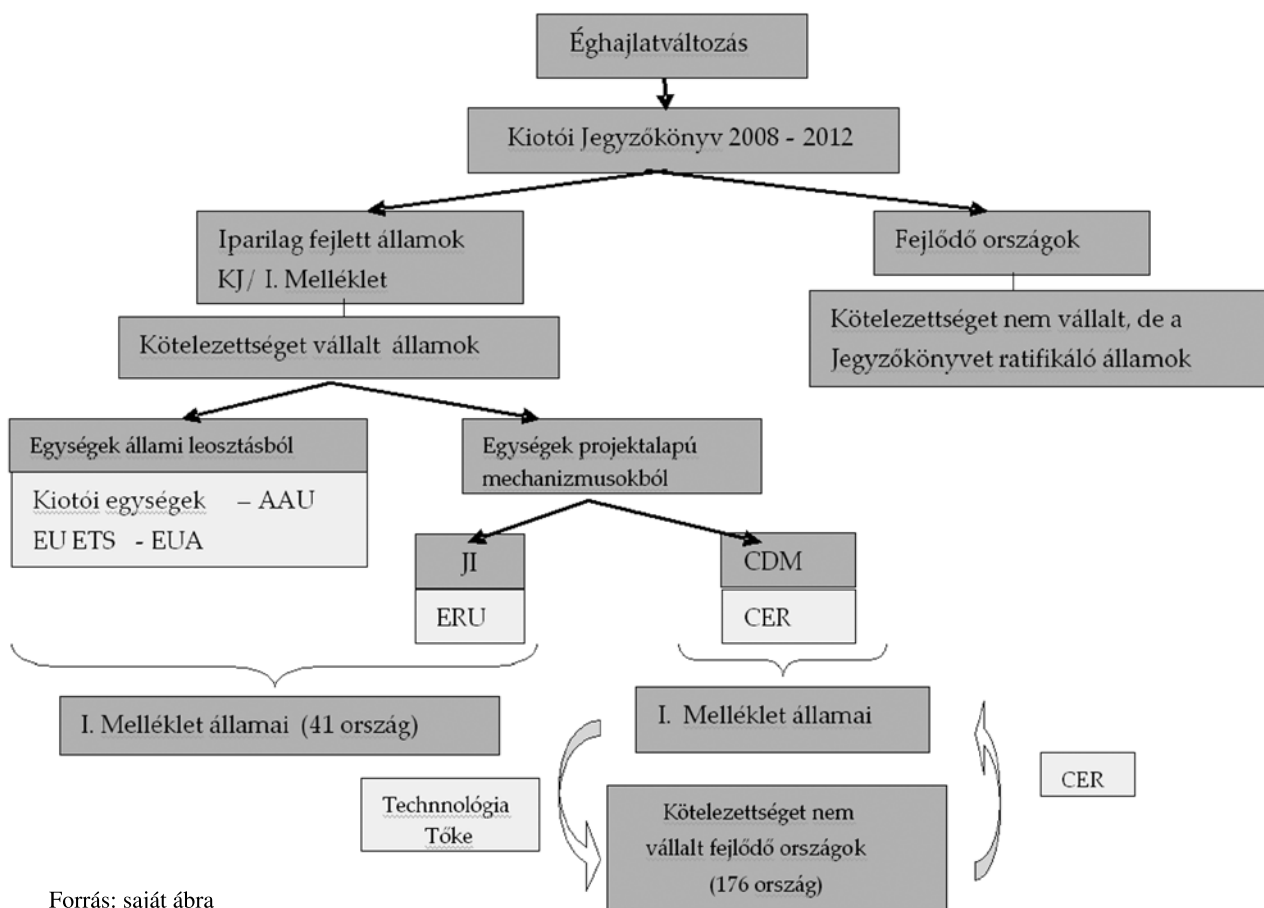 Éghajlatváltozás
Kiotói Jegyzőkönyv 2008 - 2012
Iparilag fejlett államok
KJ/ I. Melléklet
Fejlődő országok
Kötelezettséget vállalt államok
Kötelezettséget nem vállalt, de a
Jegyzőkönyvet ratifikáló államok
Egységek állami leosztásból
Kiotói egységek – AAU
EU ETS - EUA
Egységek projektalapú
mechanizmusokból
JI
ERU
CDM
CER
I. Melléklet államai (41 ország)
I. Melléklet államai
Technnológia
Tőke
CER
Kötelezettséget nem
vállalt fejlődő országok
(176 ország)
Forrás: saját ábra